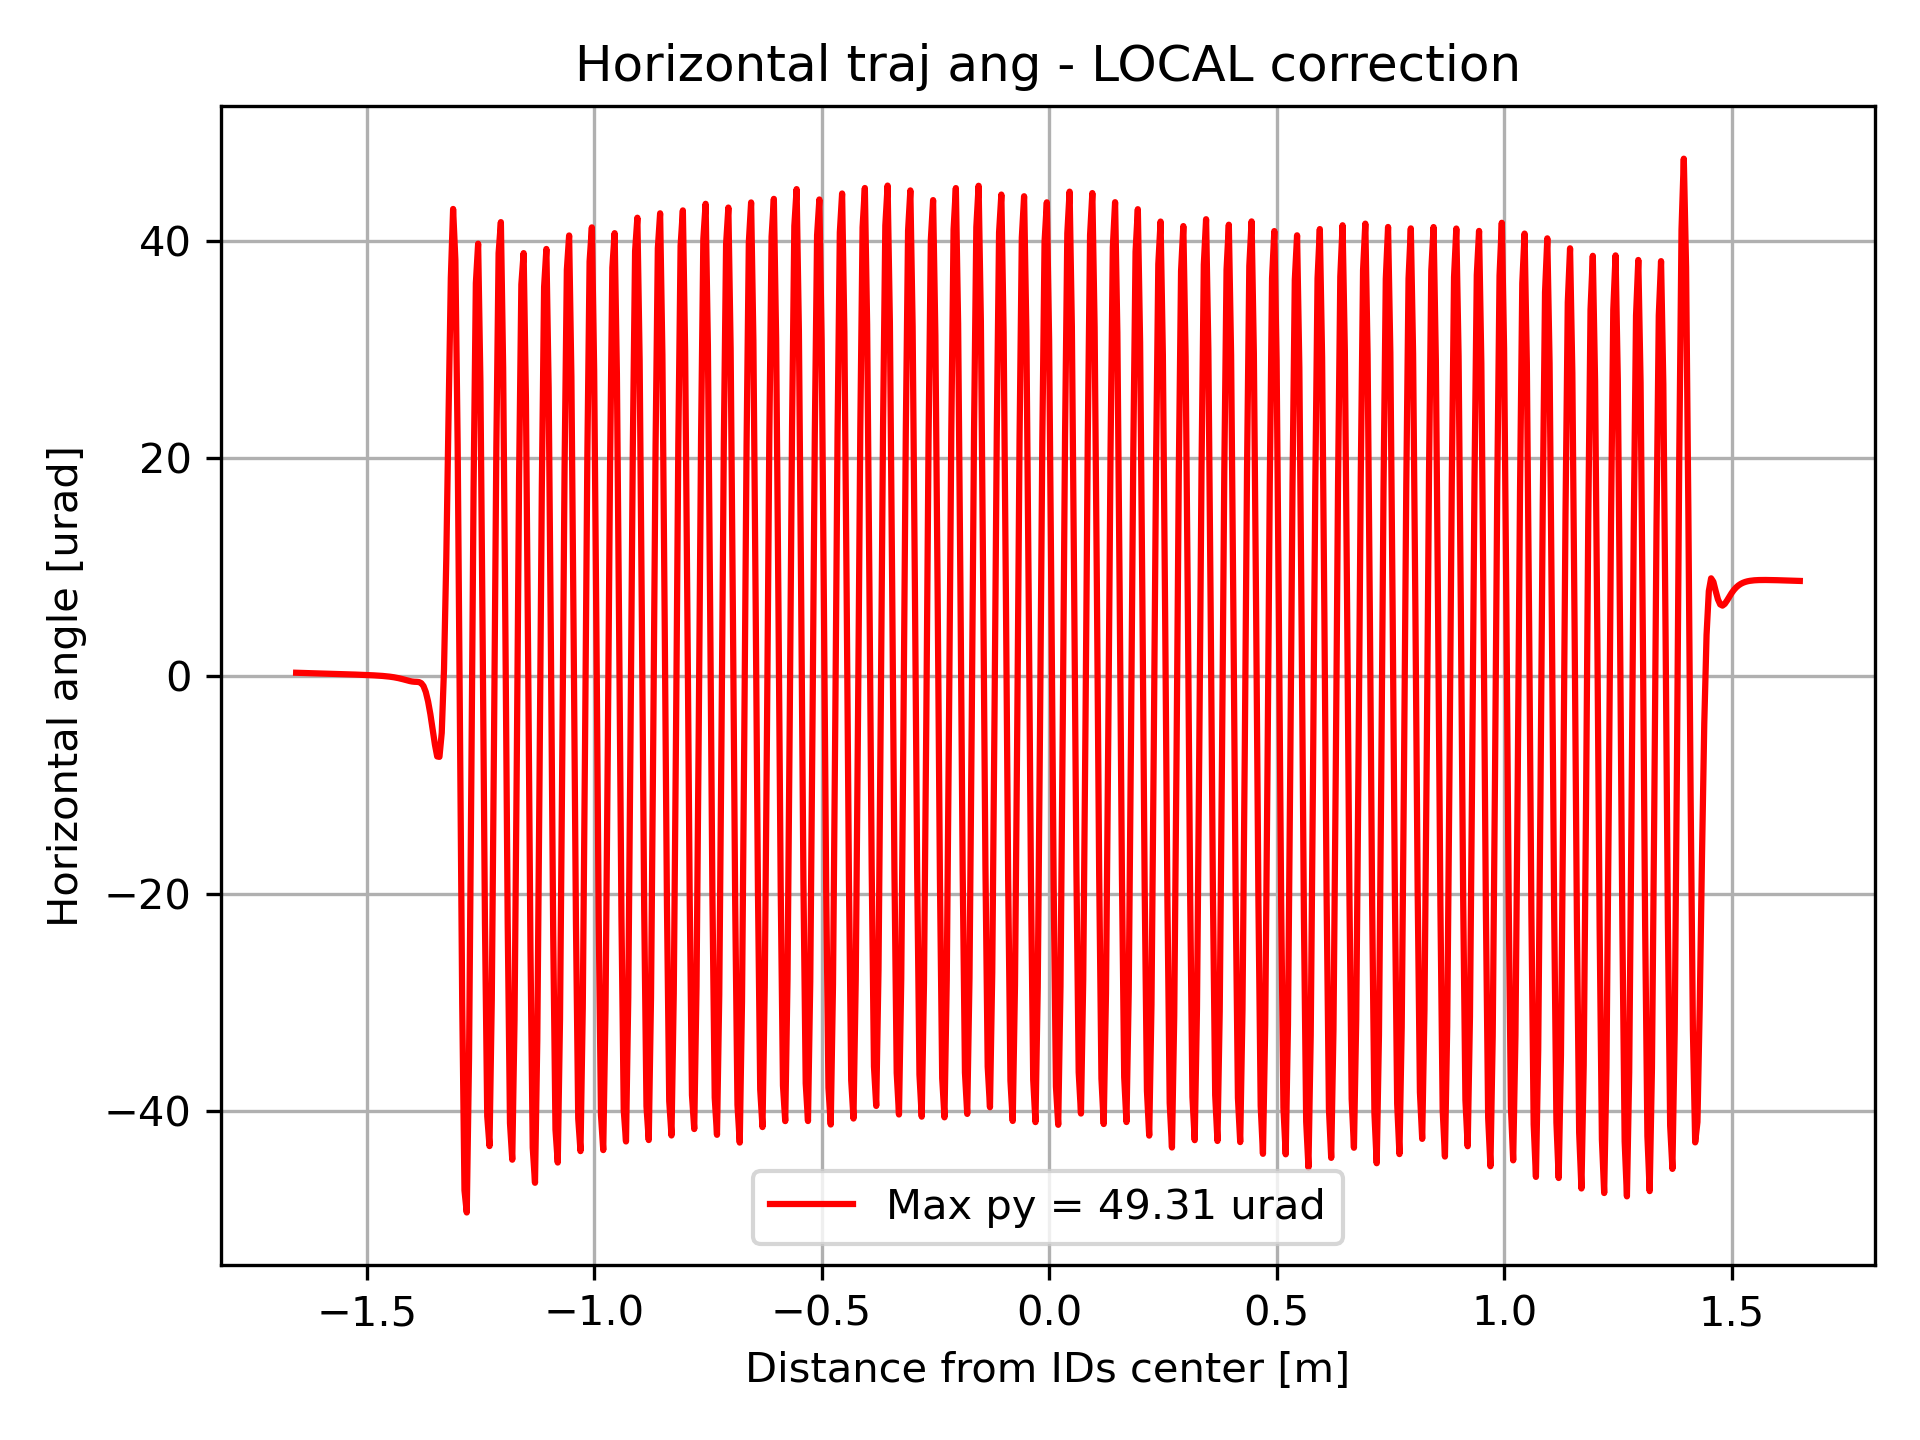 Horizontal traj ang - LOCAL correction
Horizontal angle [urad]
40
20
0
−20
−40
Max py = 49.31 urad
−1.5 −1.0 −0.5 0.0 0.5 1.0 1.5
Distance from IDs center [m]